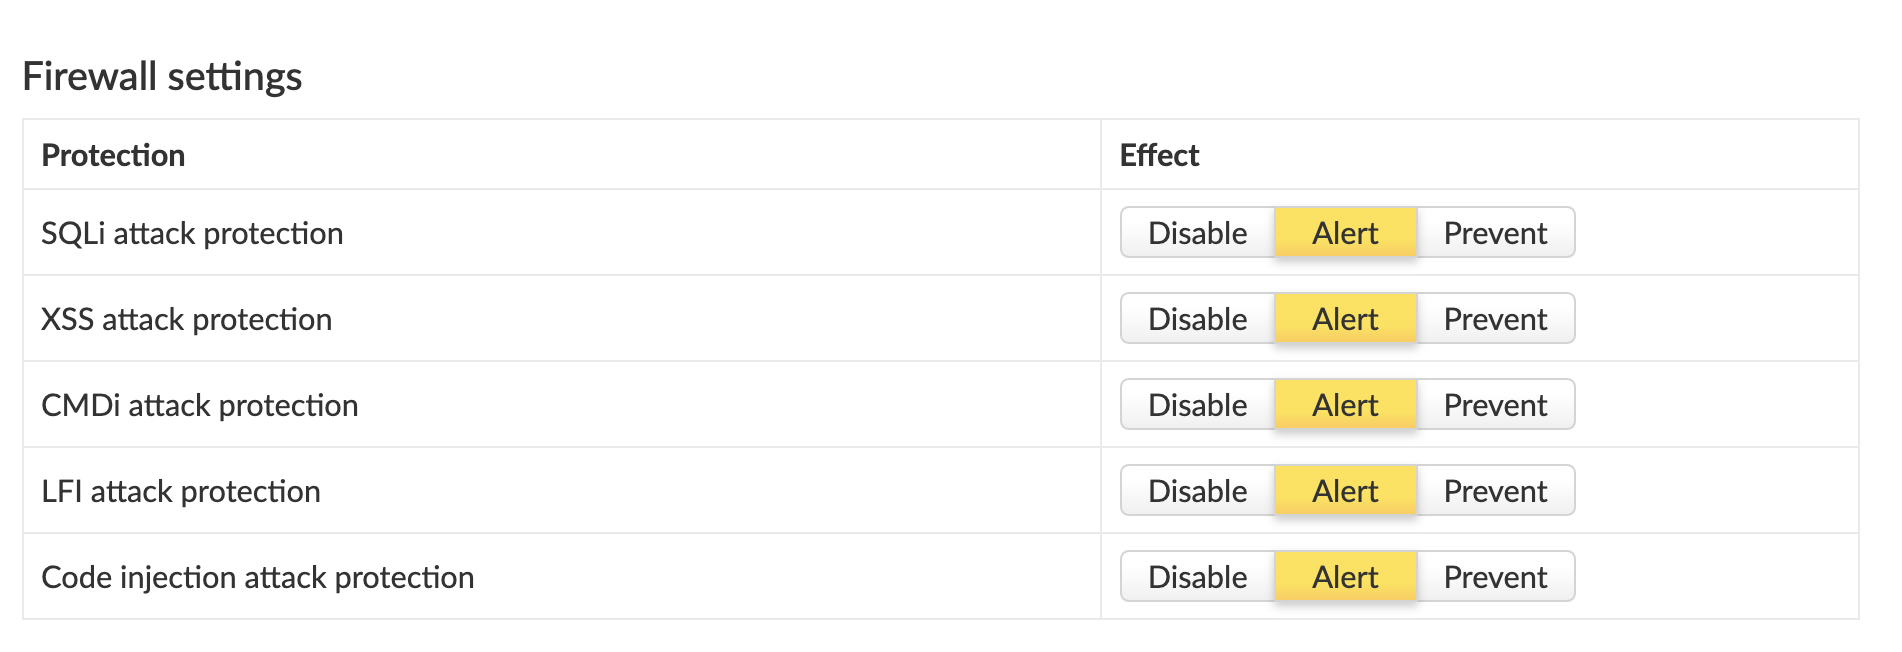 Firewall settings
Protection Effect
SQLi attack protection Disable Alert Prevent
XSS attack protection Disable Alert Prevent
CMDi attack protection Disable Alert Prevent
LFI attack protection Disable Alert Prevent
Code injection attack protection Disable Alert Prevent